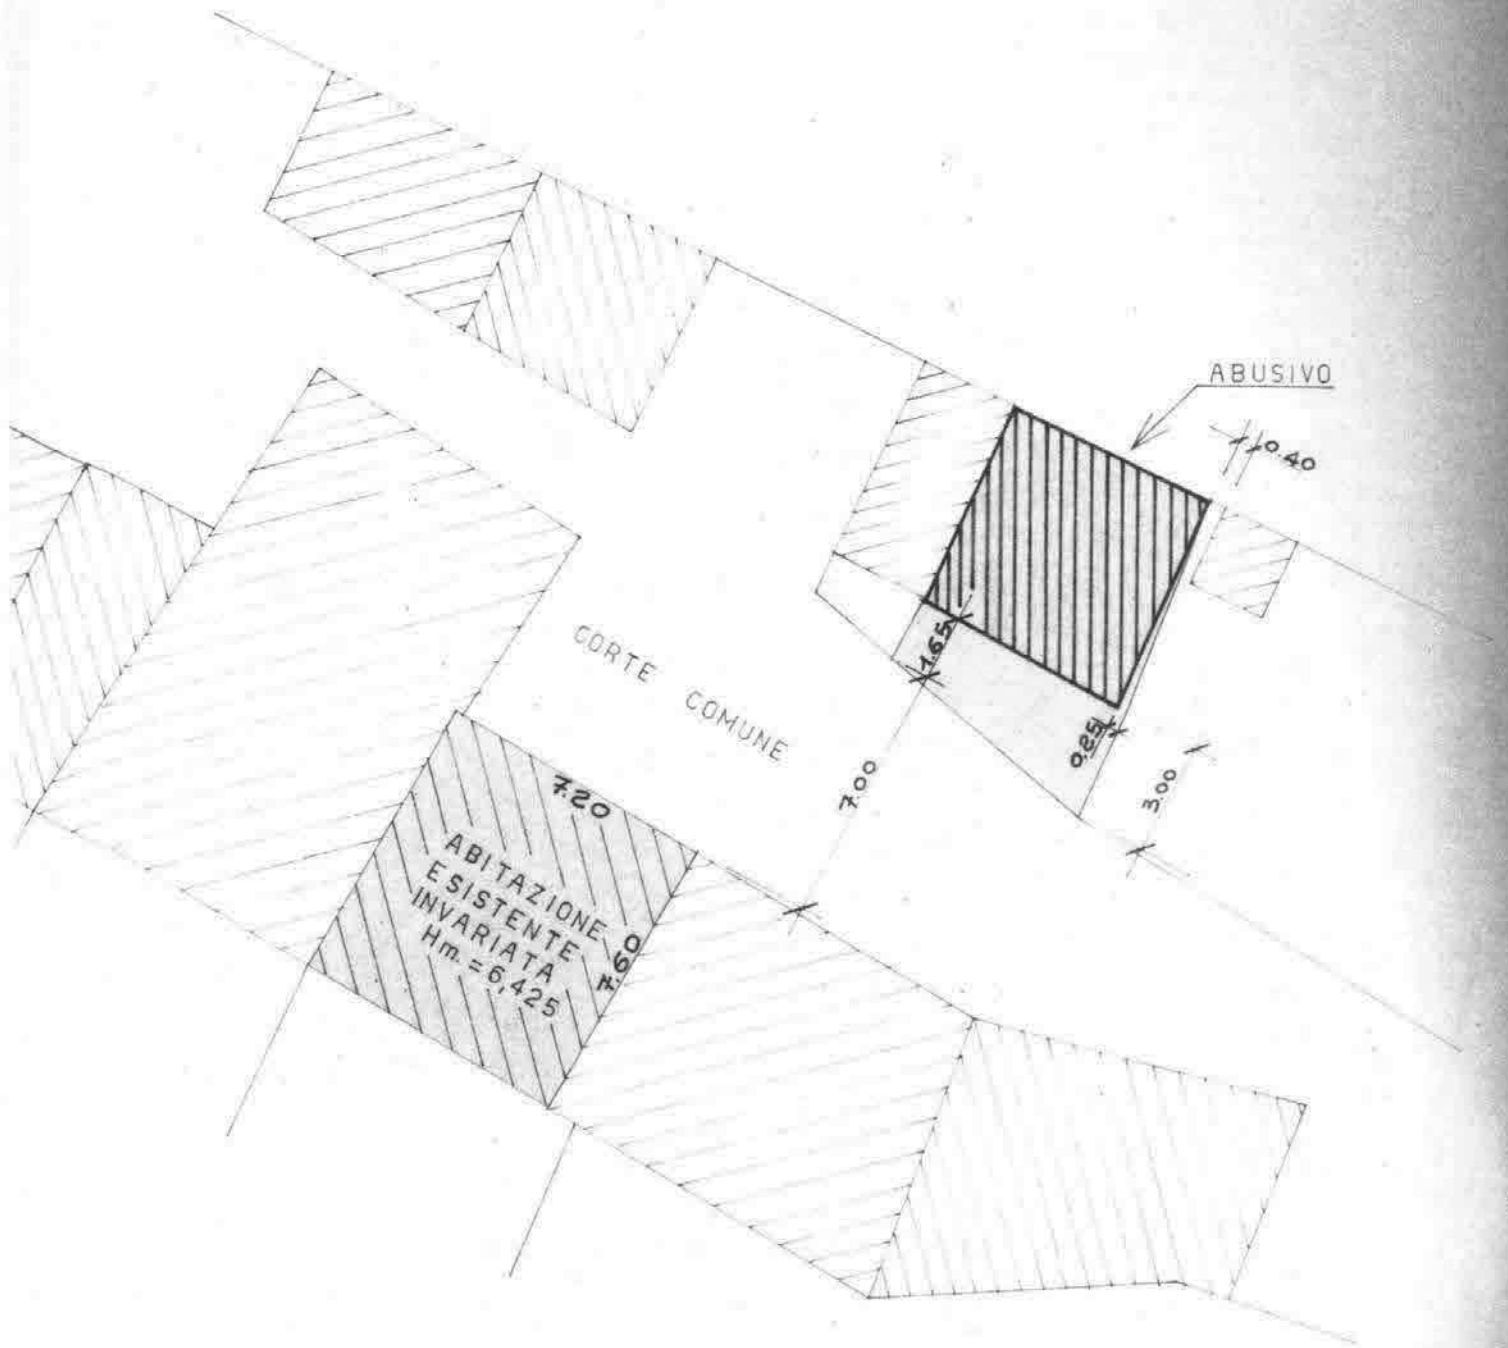 ABUSIVO
0.40
1.65
CORTE COMUNE
0.25
7.00
3.00
7.20
ABITAZIONE
ESISTENTE
INVARIATA
Hm. = 6,425
7.60